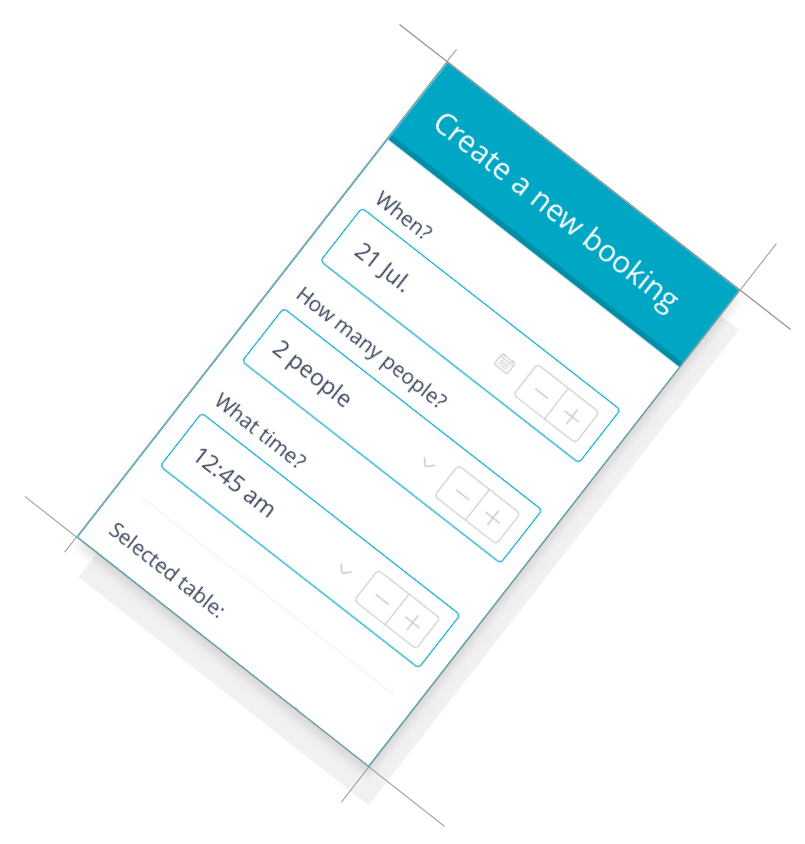 Create a new booking
When?
21 Jul.
How many people?
2 people
What time?
12:45 am
Selected table: